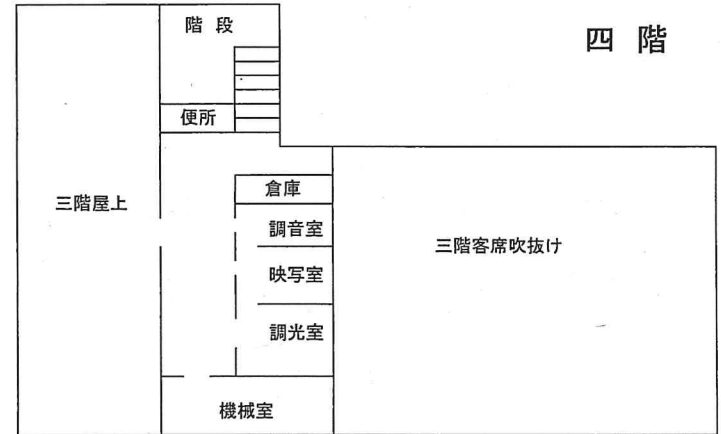 四階
階段
便所
倉庫
三階屋上
調音室
三階客席吹抜け
映写室
調光室
機械室